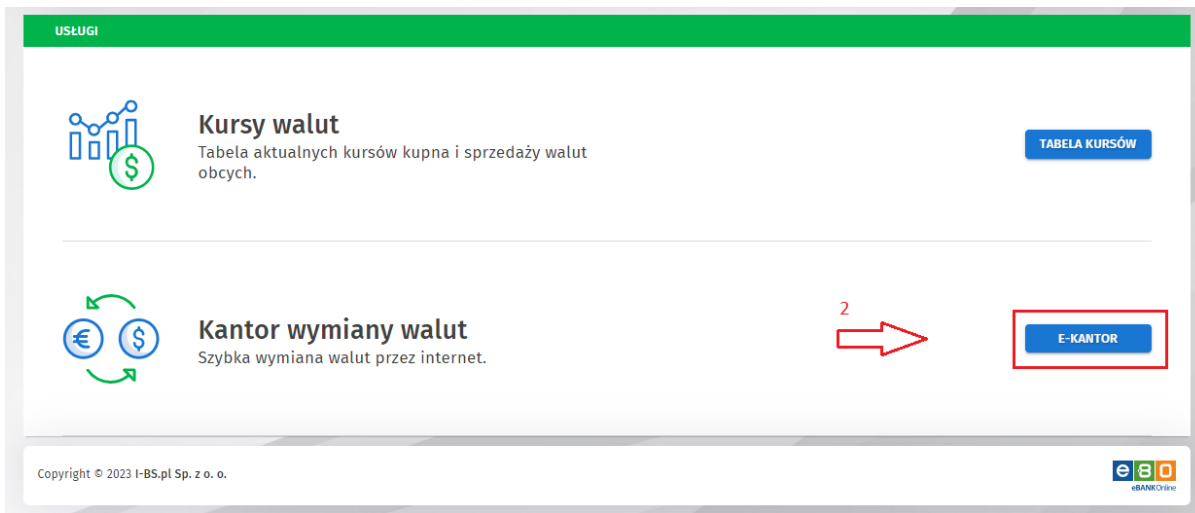 USŁUGI
Kursy walut
Tabela aktualnych kursów kupna i sprzedaży walut
obcych.
TABELA KURSÓW
$
2
€ $
Kantor wymiany walut
Szybka wymiana walut przez internet.
E-KANTOR
Copyright © 2023 I-BS.pl Sp. z o. o.
eBO
eBANKOnline